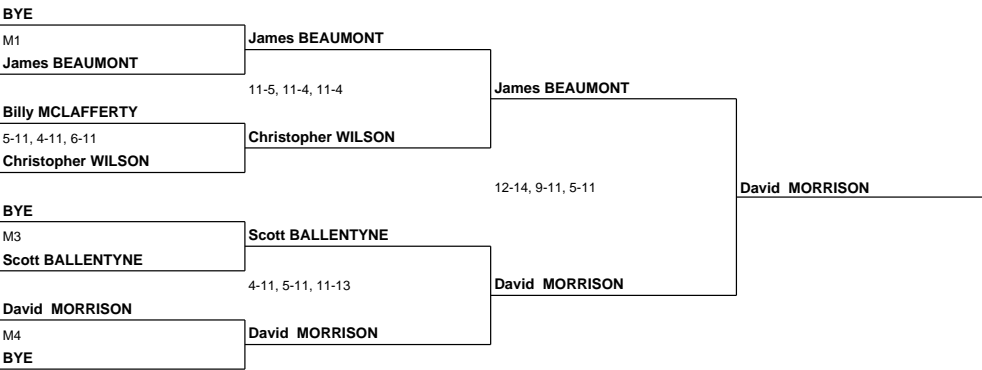 BYE
M1
James BEAUMONT
James BEAUMONT
11-5, 11-4, 11-4
James BEAUMONT
Billy MCLAFFERTY
5-11, 4-11, 6-11
Christopher WILSON
Christopher WILSON
12-14, 9-11, 5-11
David MORRISON
BYE
M3
Scott BALLENTYNE
Scott BALLENTYNE
4-11, 5-11, 11-13
David MORRISON
David MORRISON
M4
David MORRISON
BYE